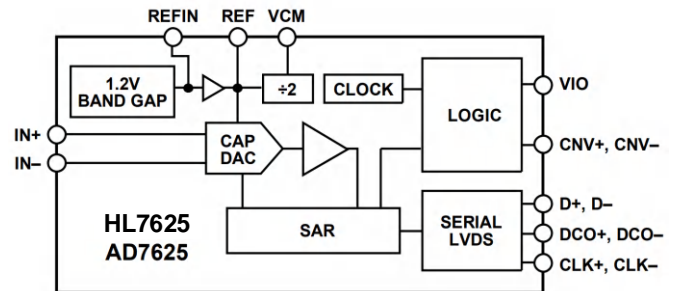 REFIN REF VCM
1.2V
BAND GAP
÷2
CLOCK
LOGIC
VIO
IN+
IN–
CAP
DAC
CNV+, CNV–
HL7625
AD7625
SAR
SERIAL
LVDS
D+, D–
DCO+, DCO–
CLK+, CLK–